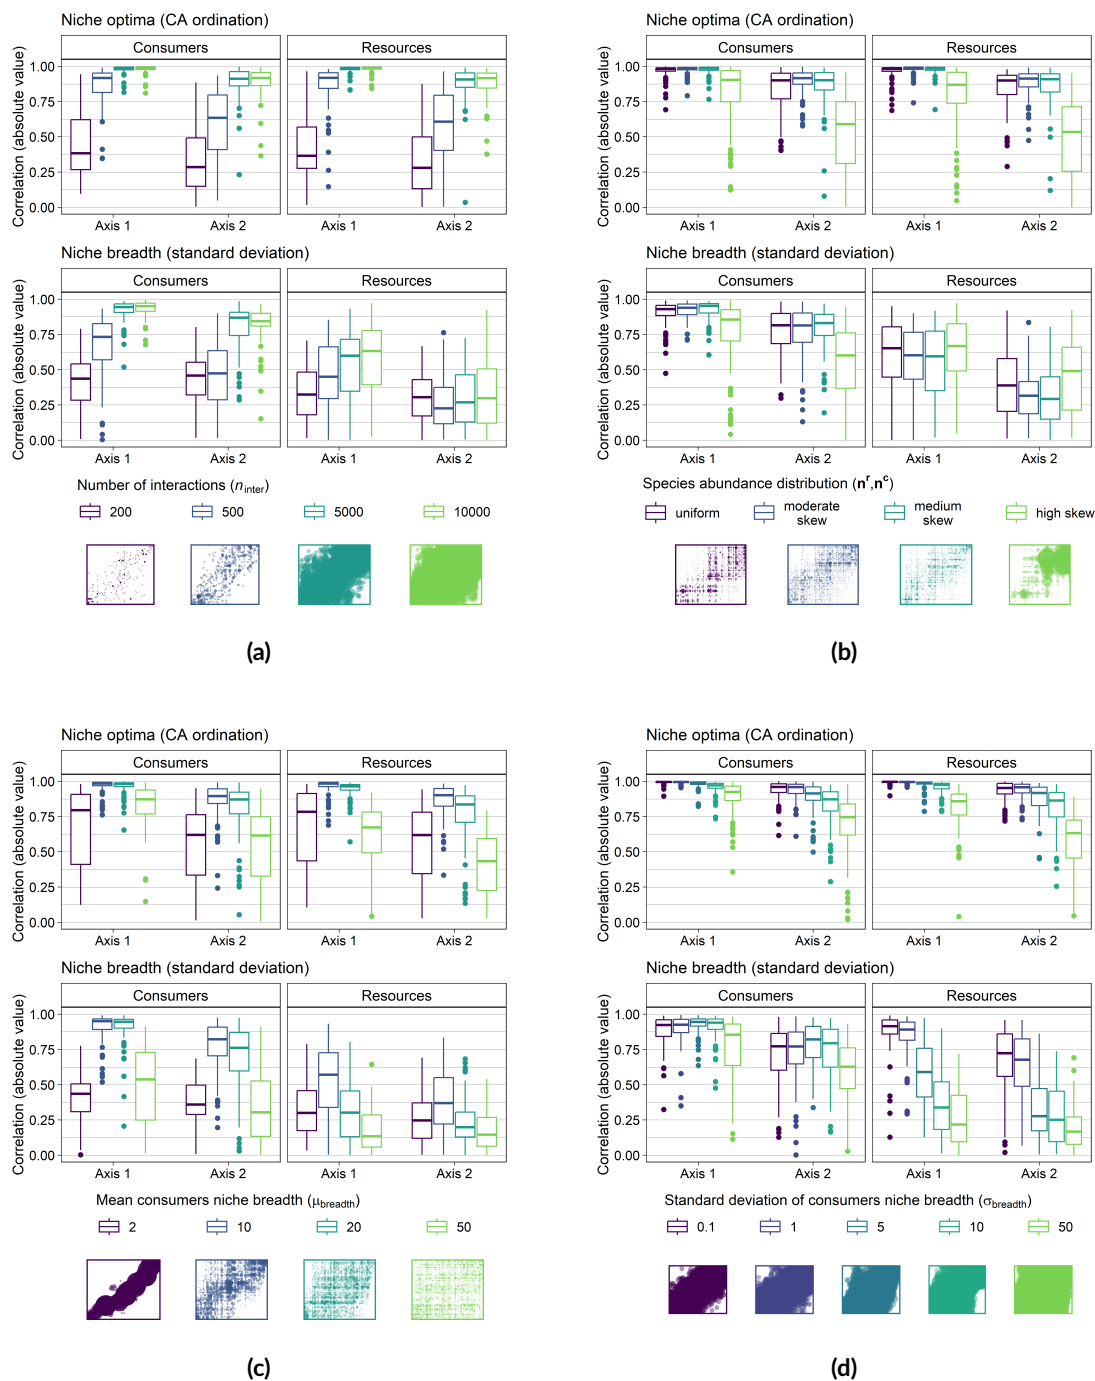 Niche optima (CA ordination)
Consumers
Resources
Correlation (absolute value)
1.00
0.75
0.50
0.25
0.00
Axis 1
Axis 2
Axis 1
Axis 2
Niche breadth (standard deviation)
Consumers
Resources
Correlation (absolute value)
1.00
0.75
0.50
0.25
0.00
Axis 1
Axis 2
Axis 1
Axis 2
Number of interactions (n_inter)
200
500
5000
10000
(a)
Niche optima (CA ordination)
Consumers
Resources
Correlation (absolute value)
1.00
0.75
0.50
0.25
0.00
Axis 1
Axis 2
Axis 1
Axis 2
Niche breadth (standard deviation)
Consumers
Resources
Correlation (absolute value)
1.00
0.75
0.50
0.25
0.00
Axis 1
Axis 2
Axis 1
Axis 2
Species abundance distribution (n^r,n^c)
uniform
moderate
skew
medium
skew
high skew
(b)
Niche optima (CA ordination)
Consumers
Resources
Correlation (absolute value)
1.00
0.75
0.50
0.25
0.00
Axis 1
Axis 2
Axis 1
Axis 2
Niche breadth (standard deviation)
Consumers
Resources
Correlation (absolute value)
1.00
0.75
0.50
0.25
0.00
Axis 1
Axis 2
Axis 1
Axis 2
Mean consumers niche breadth (μ_breadth)
2
10
20
50
(c)
Niche optima (CA ordination)
Consumers
Resources
Correlation (absolute value)
1.00
0.75
0.50
0.25
0.00
Axis 1
Axis 2
Axis 1
Axis 2
Niche breadth (standard deviation)
Consumers
Resources
Correlation (absolute value)
1.00
0.75
0.50
0.25
0.00
Axis 1
Axis 2
Axis 1
Axis 2
Standard deviation of consumers niche breadth (σ_breadth)
0.1
1
5
10
50
(d)